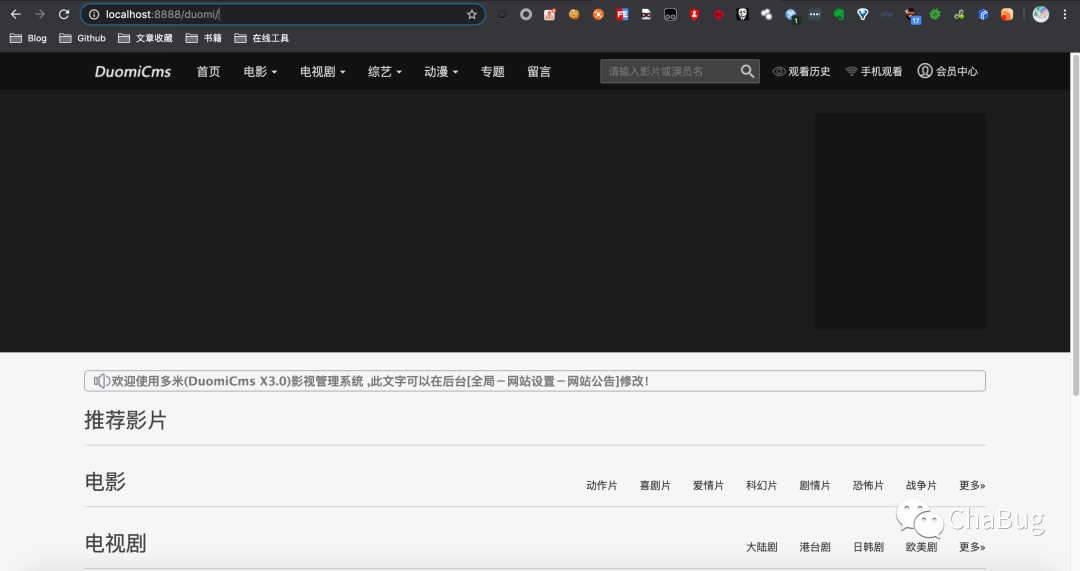 localhost:8888/duomi/
Blog Github 文章收藏 书籍 在线工具
DuomiCms 首页 电影 电视剧 综艺 动漫 专题 留言 请输入影片或演员名 观看历史 手机观看 会员中心
欢迎使用多米(DuomiCms X3.0)影视管理系统 ,此文字可以在后台[全局－网站设置－网站公告]修改!
推荐影片
电影 动作片 喜剧片 爱情片 科幻片 剧情片 恐怖片 战争片 更多»
ChaBug
电视剧 大陆剧 港台剧 日韩剧 欧美剧 更多»